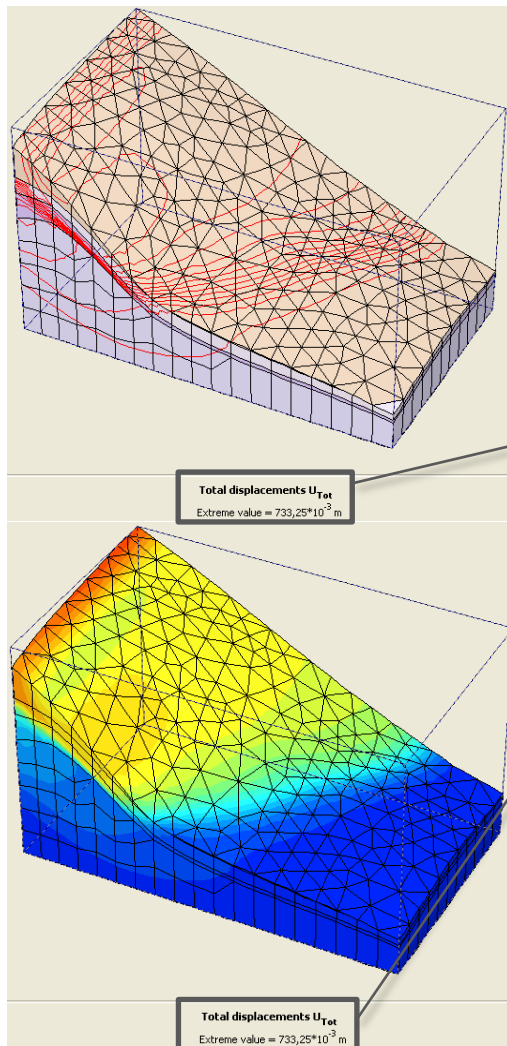 Total displacements U_Tot
Extreme value = 733,25*10^-3 m
Total displacements U_Tot
Extreme value = 733,25*10^-3 m